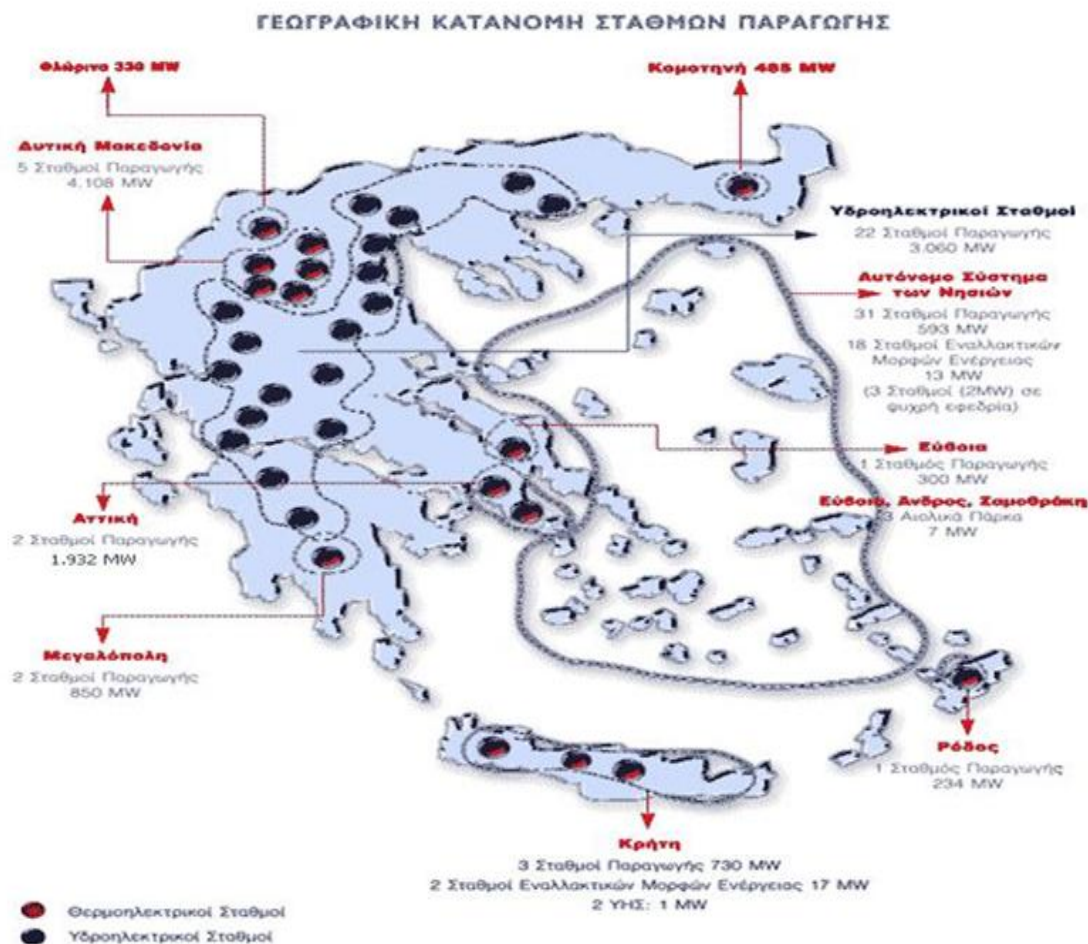 ΓΕΩΓΡΑΦΙΚΗ ΚΑΤΑΝΟΜΗ ΣΤΑΘΜΩΝ ΠΑΡΑΓΩΓΗΣ
Φλώρινα 330 MW
Κομοτηνή 485 MW
Δυτική Μακεδονία
5 Σταθμοί Παραγωγής
4.108 MW
Υδροηλεκτρικοί Σταθμοί
22 Σταθμοί Παραγωγής
3.060 MW
Αυτόνομο Σύστημα
των Νησιών
31 Σταθμοί Παραγωγής
593 MW
18 Σταθμοί Εναλλακτικών
Μορφών Ενέργειας
13 MW
(3 Σταθμοί (2MW) σε
ψυχρή εφεδρία)
Εύβοια
1 Σταθμός Παραγωγής
300 MW
Εύβοια, Ανδρος, Σαμοθράκη
3 Αιολικά Πάρκα
7 MW
Αττική
2 Σταθμοί Παραγωγής
1.932 MW
Μεγαλόπολη
2 Σταθμοί Παραγωγής
850 MW
Ρόδος
1 Σταθμός Παραγωγής
234 MW
Κρήτη
3 Σταθμοί Παραγωγής 730 MW
2 Σταθμοί Εναλλακτικών Μορφών Ενέργειας 17 MW
2 ΥΗΣ: 1 MW
Θερμοηλεκτρικοί Σταθμοί
Υδροηλεκτρικοί Σταθμοί